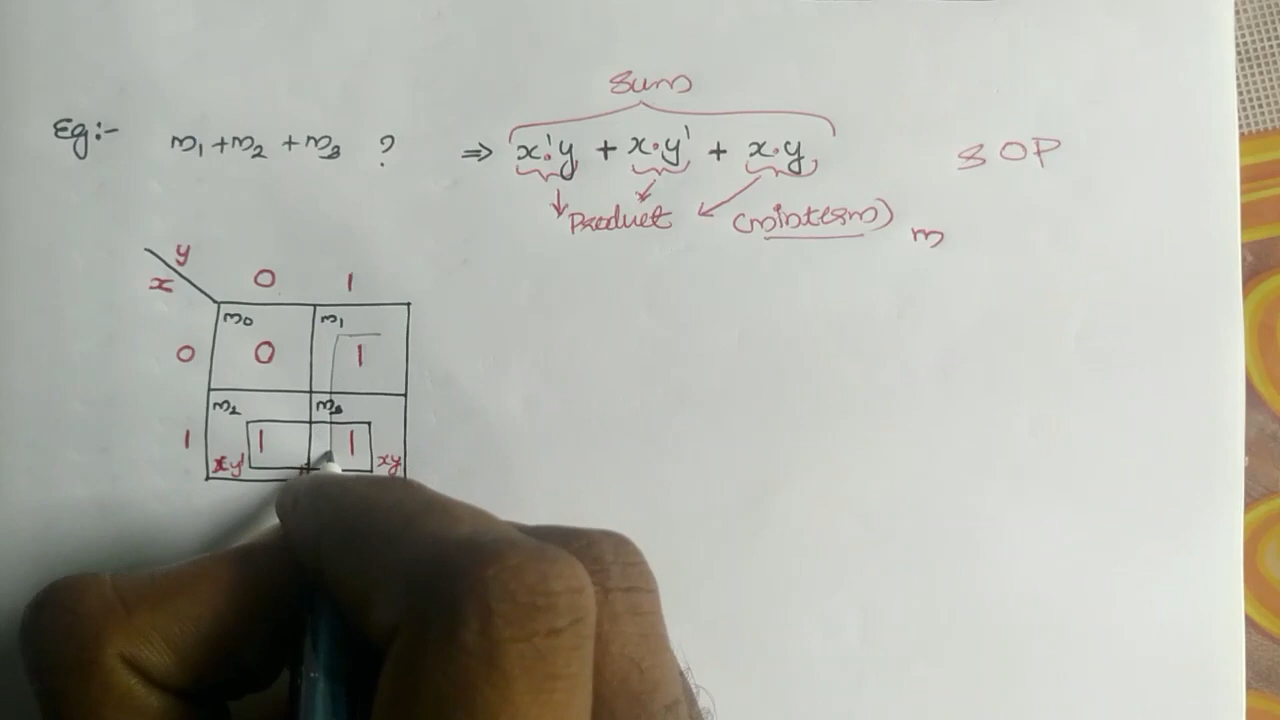 Sum
Eg:- m1 + m2 + m3 ? ⇒ x'.y + x.y' + x.y SOP
Product (minterm) m
y
x 0 1
m0 m1
0 0 1
m2 m3
1 1 1
xy' xy